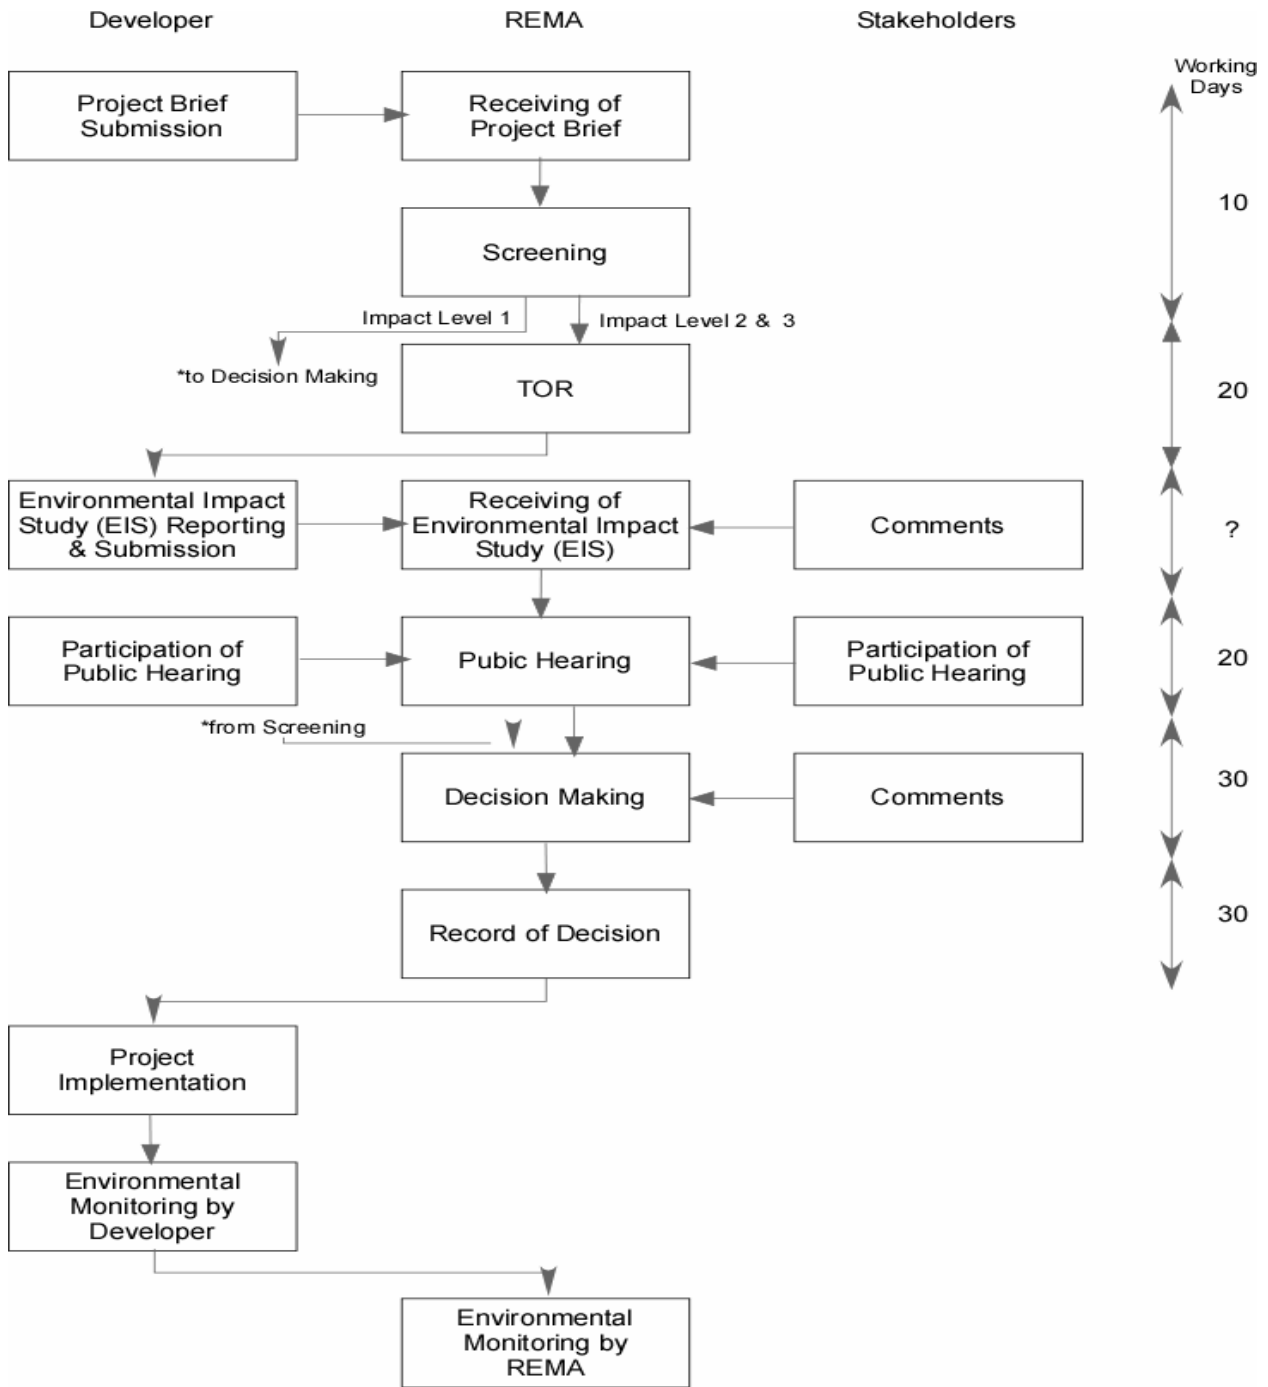 Developer
REMA
Stakeholders
Working
Days
Project Brief
Submission
Receiving of
Project Brief
10
Screening
Impact Level 1
Impact Level 2 & 3
*to Decision Making
TOR
20
Environmental Impact
Study (EIS) Reporting
& Submission
Receiving of
Environmental Impact
Study (EIS)
Comments
?
Participation of
Public Hearing
Pubic Hearing
Participation of
Public Hearing
20
*from Screening
Decision Making
Comments
30
Record of Decision
30
Project
Implementation
Environmental
Monitoring by
Developer
Environmental
Monitoring by
REMA